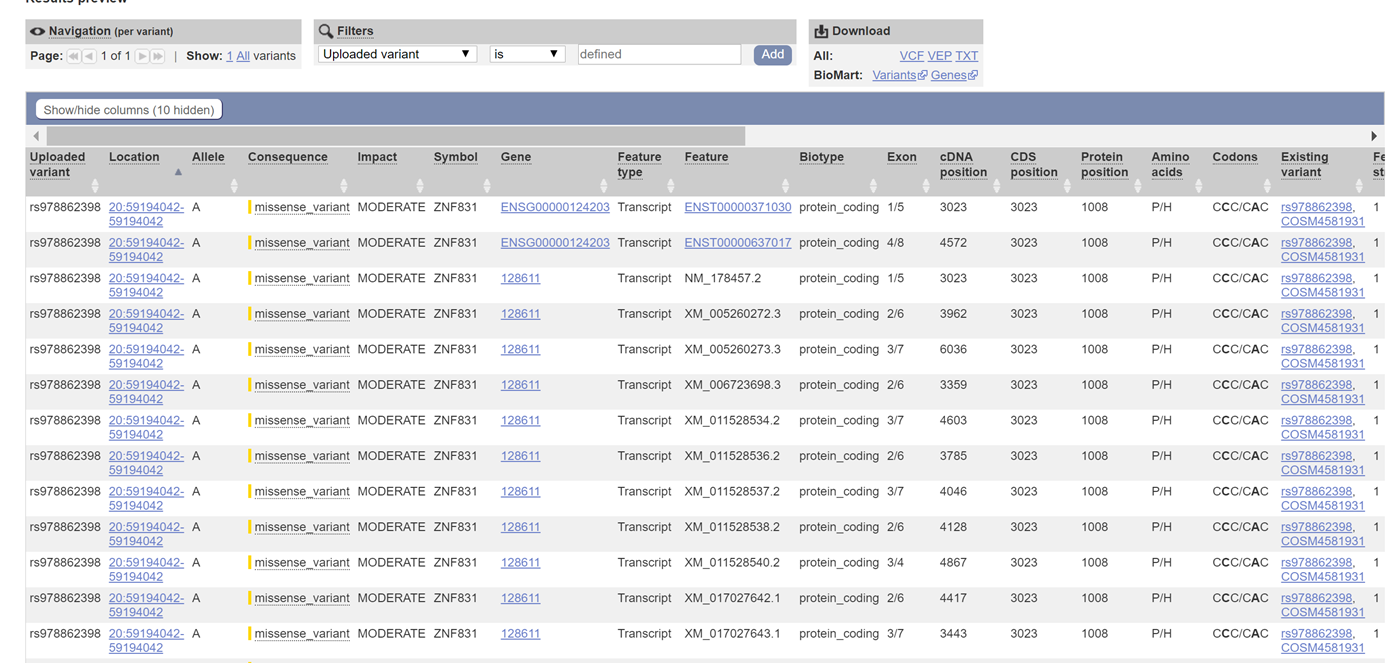 Results preview
Navigation (per variant)
Page: 1 of 1 | Show: 1 All variants
Filters
Uploaded variant is defined Add
Download
All: VCF VEP TXT
BioMart: Variants Genes
Show/hide columns (10 hidden)
Uploaded variant Location Allele Consequence Impact Symbol Gene Feature type Feature Biotype Exon cDNA position CDS position Protein position Amino acids Codons Existing variant
rs978862398 20:59194042- A missense_variant MODERATE ZNF831 ENSG00000124203 Transcript ENST00000371030 protein_coding 1/5 3023 3023 1008 P/H CCC/CAC rs978862398, 1
59194042 COSM4581931
rs978862398 20:59194042- A missense_variant MODERATE ZNF831 ENSG00000124203 Transcript ENST00000637017 protein_coding 4/8 4572 3023 1008 P/H CCC/CAC rs978862398, 1
59194042 COSM4581931
rs978862398 20:59194042- A missense_variant MODERATE ZNF831 128611 Transcript NM_178457.2 protein_coding 1/5 3023 3023 1008 P/H CCC/CAC rs978862398, 1
59194042 COSM4581931
rs978862398 20:59194042- A missense_variant MODERATE ZNF831 128611 Transcript XM_005260272.3 protein_coding 2/6 3962 3023 1008 P/H CCC/CAC rs978862398, 1
59194042 COSM4581931
rs978862398 20:59194042- A missense_variant MODERATE ZNF831 128611 Transcript XM_005260273.3 protein_coding 3/7 6036 3023 1008 P/H CCC/CAC rs978862398, 1
59194042 COSM4581931
rs978862398 20:59194042- A missense_variant MODERATE ZNF831 128611 Transcript XM_006723698.3 protein_coding 2/6 3359 3023 1008 P/H CCC/CAC rs978862398, 1
59194042 COSM4581931
rs978862398 20:59194042- A missense_variant MODERATE ZNF831 128611 Transcript XM_011528534.2 protein_coding 3/7 4603 3023 1008 P/H CCC/CAC rs978862398, 1
59194042 COSM4581931
rs978862398 20:59194042- A missense_variant MODERATE ZNF831 128611 Transcript XM_011528536.2 protein_coding 2/6 3785 3023 1008 P/H CCC/CAC rs978862398, 1
59194042 COSM4581931
rs978862398 20:59194042- A missense_variant MODERATE ZNF831 128611 Transcript XM_011528537.2 protein_coding 3/7 4046 3023 1008 P/H CCC/CAC rs978862398, 1
59194042 COSM4581931
rs978862398 20:59194042- A missense_variant MODERATE ZNF831 128611 Transcript XM_011528538.2 protein_coding 2/6 4128 3023 1008 P/H CCC/CAC rs978862398, 1
59194042 COSM4581931
rs978862398 20:59194042- A missense_variant MODERATE ZNF831 128611 Transcript XM_011528540.2 protein_coding 3/4 4867 3023 1008 P/H CCC/CAC rs978862398, 1
59194042 COSM4581931
rs978862398 20:59194042- A missense_variant MODERATE ZNF831 128611 Transcript XM_017027642.1 protein_coding 2/6 4417 3023 1008 P/H CCC/CAC rs978862398, 1
59194042 COSM4581931
rs978862398 20:59194042- A missense_variant MODERATE ZNF831 128611 Transcript XM_017027643.1 protein_coding 3/7 3443 3023 1008 P/H CCC/CAC rs978862398, 1
59194042 COSM4581931